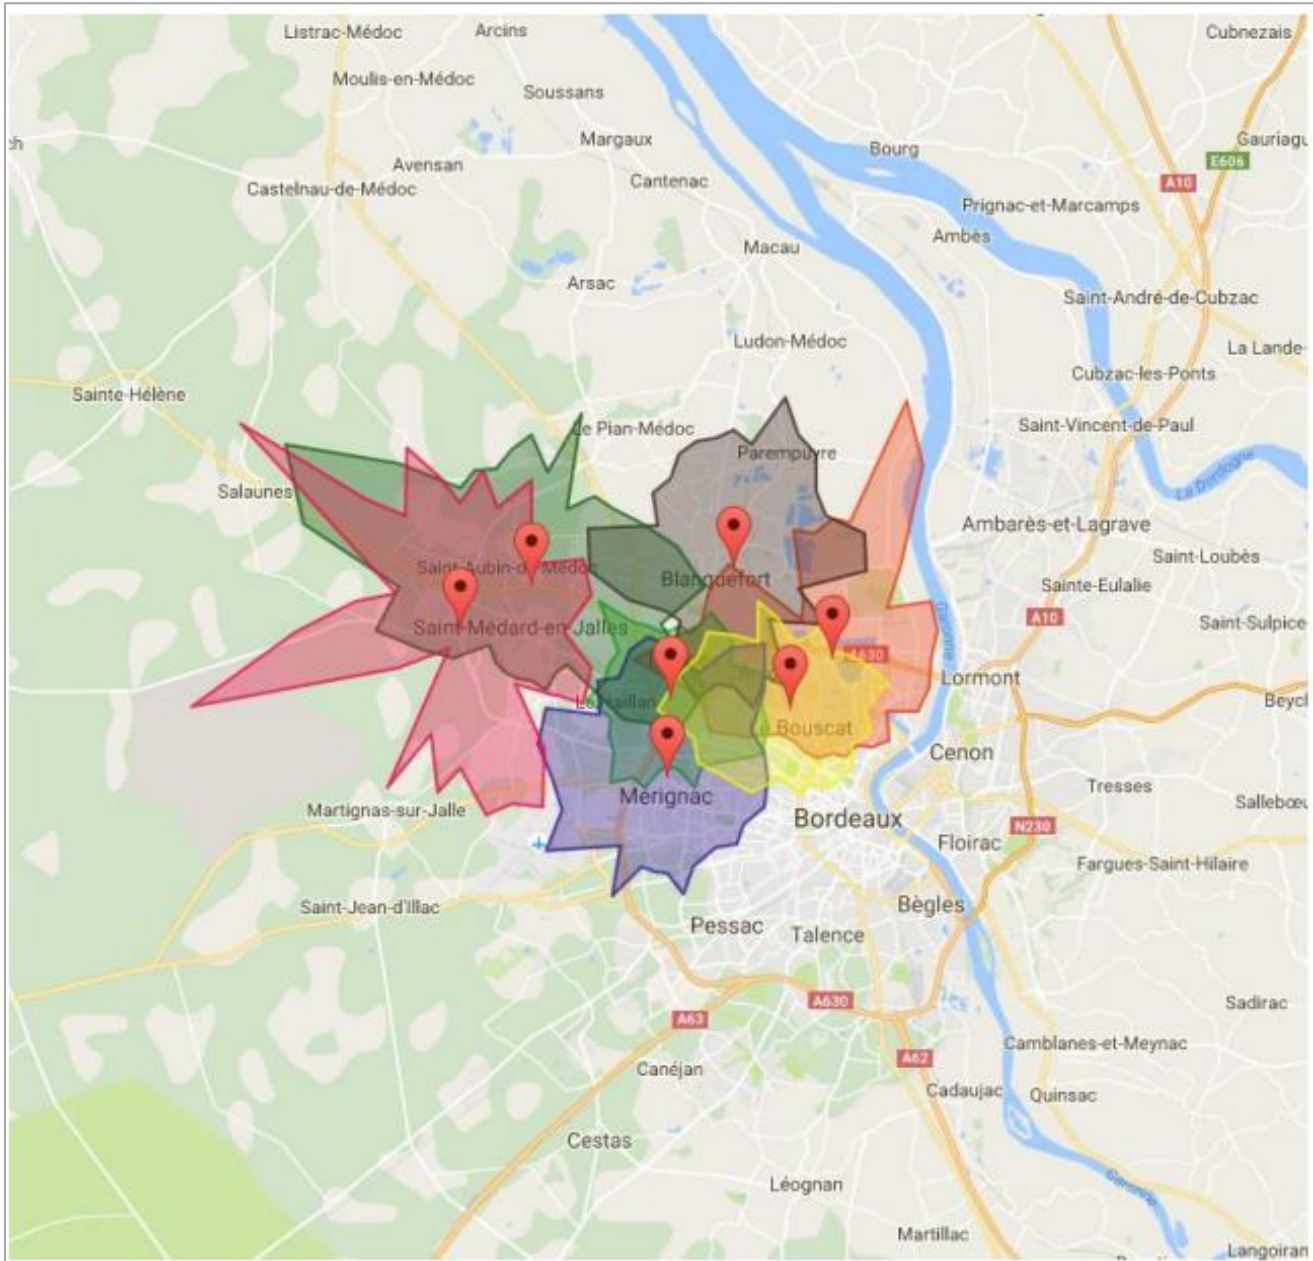 Listrac-Médoc
Arcins
Cubnezais
Moulis-en-Médoc
Soussans
ch
Margaux
Bourg
Gauriagu
E606
Avensan
Cantenac
A10
Castelnau-de-Médoc
Prignac-et-Marcamps
Ambès
Macau
Arsac
Saint-André-de-Cubzac
Ludon-Médoc
La Lande-
Cubzac-les-Ponts
Sainte-Hélène
Le Pian-Médoc
Saint-Vincent-de-Paul
Parempuyre
La Dordogne
Salaunes
Ambarès-et-Lagrave
Saint-Loubès
Saint-Aubin-de-Médoc
Blanquefort
Sainte-Eulalie
A10
Saint-Sulpice
Saint-Médard-en-Jalles
Garonne
A630
Lormont
Le Haillan
Beych
Bouscat
Cenon
Tresses
Mérignac
Martignas-sur-Jalle
Salleboeu
Bordeaux
N230
Floirac
Fargues-Saint-Hilaire
Saint-Jean-d'Illac
Bègles
Pessac
Talence
A630
Sadirac
A63
Camblanes-et-Meynac
A62
Canéjan
Cadaujac
Quinsac
Cestas
Léognan
Garonne
Martillac
Langoiran